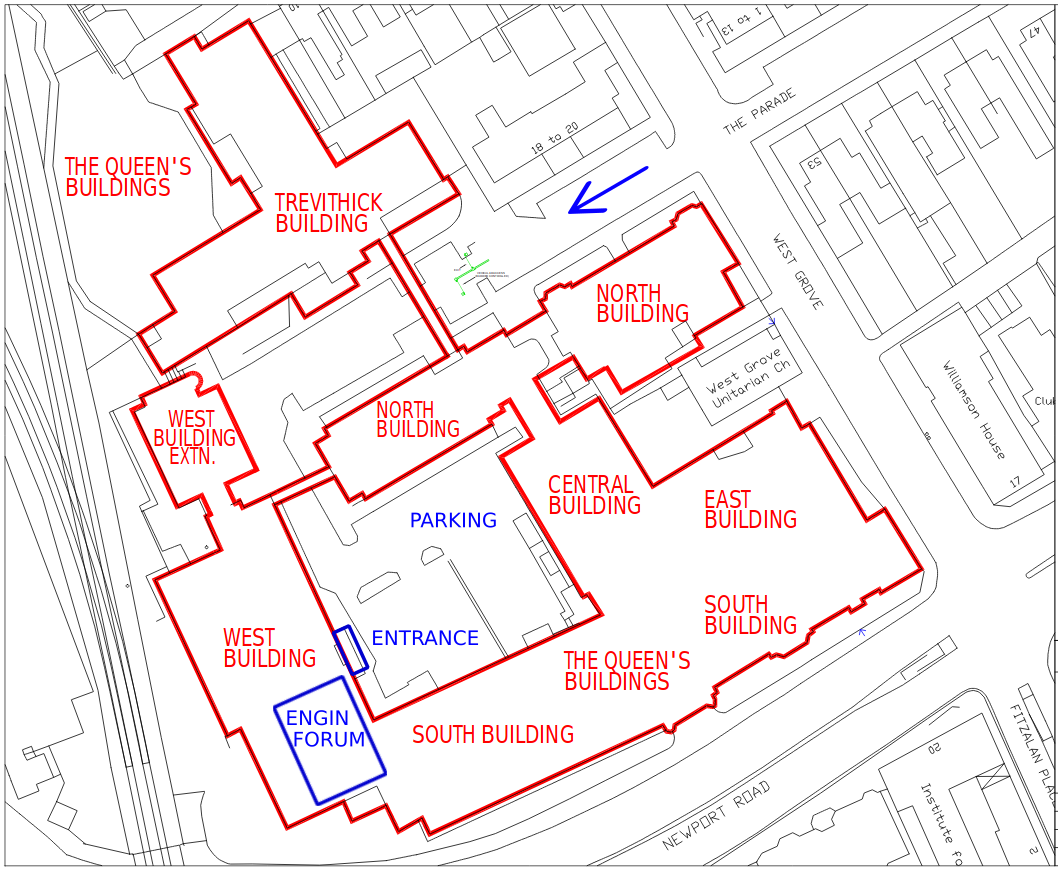 1 to 13
47
THE PARADE
18 to 20
53
THE QUEEN'S
BUILDINGS
TREVITHICK
BUILDING
WEST GROVE
NORTH
BUILDING
West Grove
Unitarian Ch
Williamson House
Clu
17
WEST
BUILDING
EXTN.
NORTH
BUILDING
PARKING
CENTRAL
BUILDING
EAST
BUILDING
SOUTH
BUILDING
ENTRANCE
WEST
BUILDING
THE QUEEN'S
BUILDINGS
ENGIN
FORUM
SOUTH BUILDING
NEWPORT ROAD
FITZALAN PLAC
20
Institute fo
2